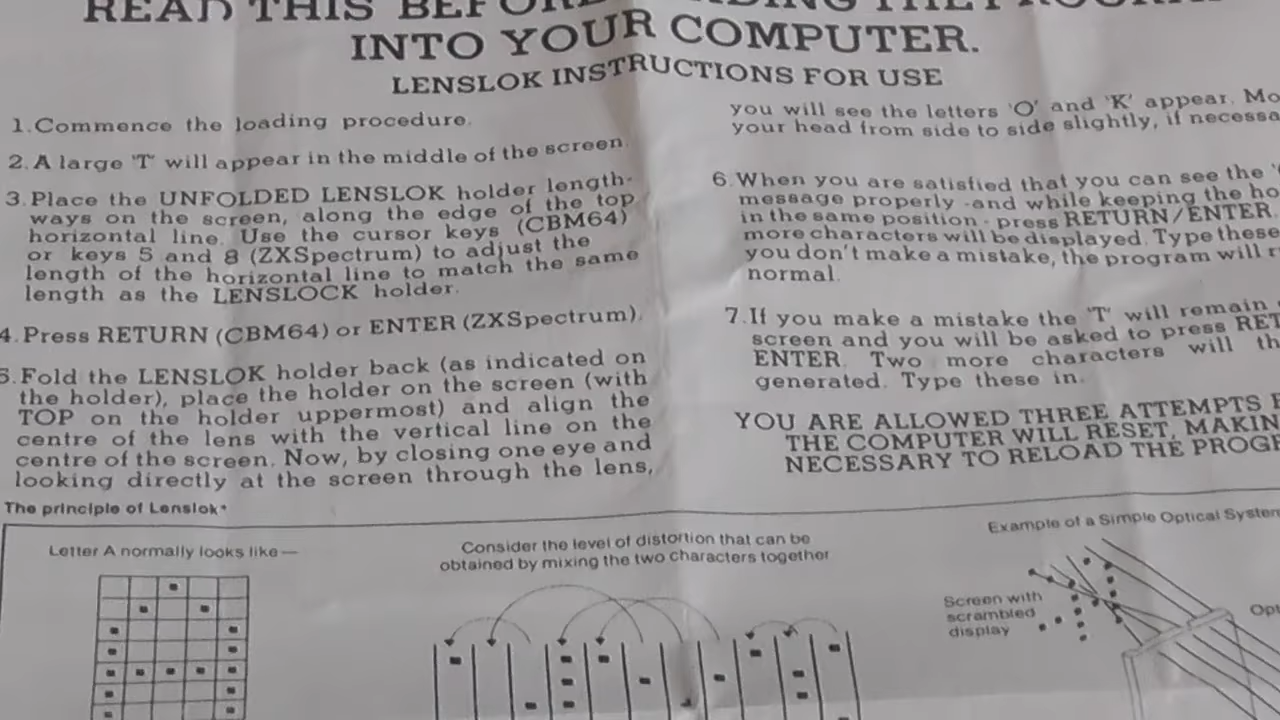 READ THIS BEFORE LOADING THE PROGRAM
INTO YOUR COMPUTER.
LENSLOK INSTRUCTIONS FOR USE
1. Commence the loading procedure.
2. A large 'T' will appear in the middle of the screen.
3. Place the UNFOLDED LENSLOK holder length-
ways on the screen, along the edge of the top
horizontal line. Use the cursor keys (CBM64)
or keys 5 and 8 (ZXSpectrum) to adjust the
length of the horizontal line to match the same
length as the LENSLOCK holder.
4. Press RETURN (CBM64) or ENTER (ZXSpectrum).
5. Fold the LENSLOK holder back (as indicated on
the holder), place the holder on the screen (with
TOP on the holder uppermost) and align the
centre of the lens with the vertical line on the
centre of the screen. Now, by closing one eye and
looking directly at the screen through the lens,
you will see the letters 'O' and 'K' appear.
your head from side to side slightly, if
6. When you are satisfied that you can see the
message properly - and while keeping the
in the same position - press RETURN/ENTER
more characters will be displayed. Type these
you don't make a mistake, the program will
normal.
7. If you make a mistake the 'T' will remain
screen and you will be asked to press
ENTER. Two more characters will
generated. Type these in.
YOU ARE ALLOWED THREE ATTEMPTS
THE COMPUTER WILL RESET,
NECESSARY TO RELOAD THE
The principle of Lenslok*
Letter A normally looks like —
Consider the level of distortion that can be
obtained by mixing the two characters together
Example of a Simple Optical System
Screen with
scrambled
display